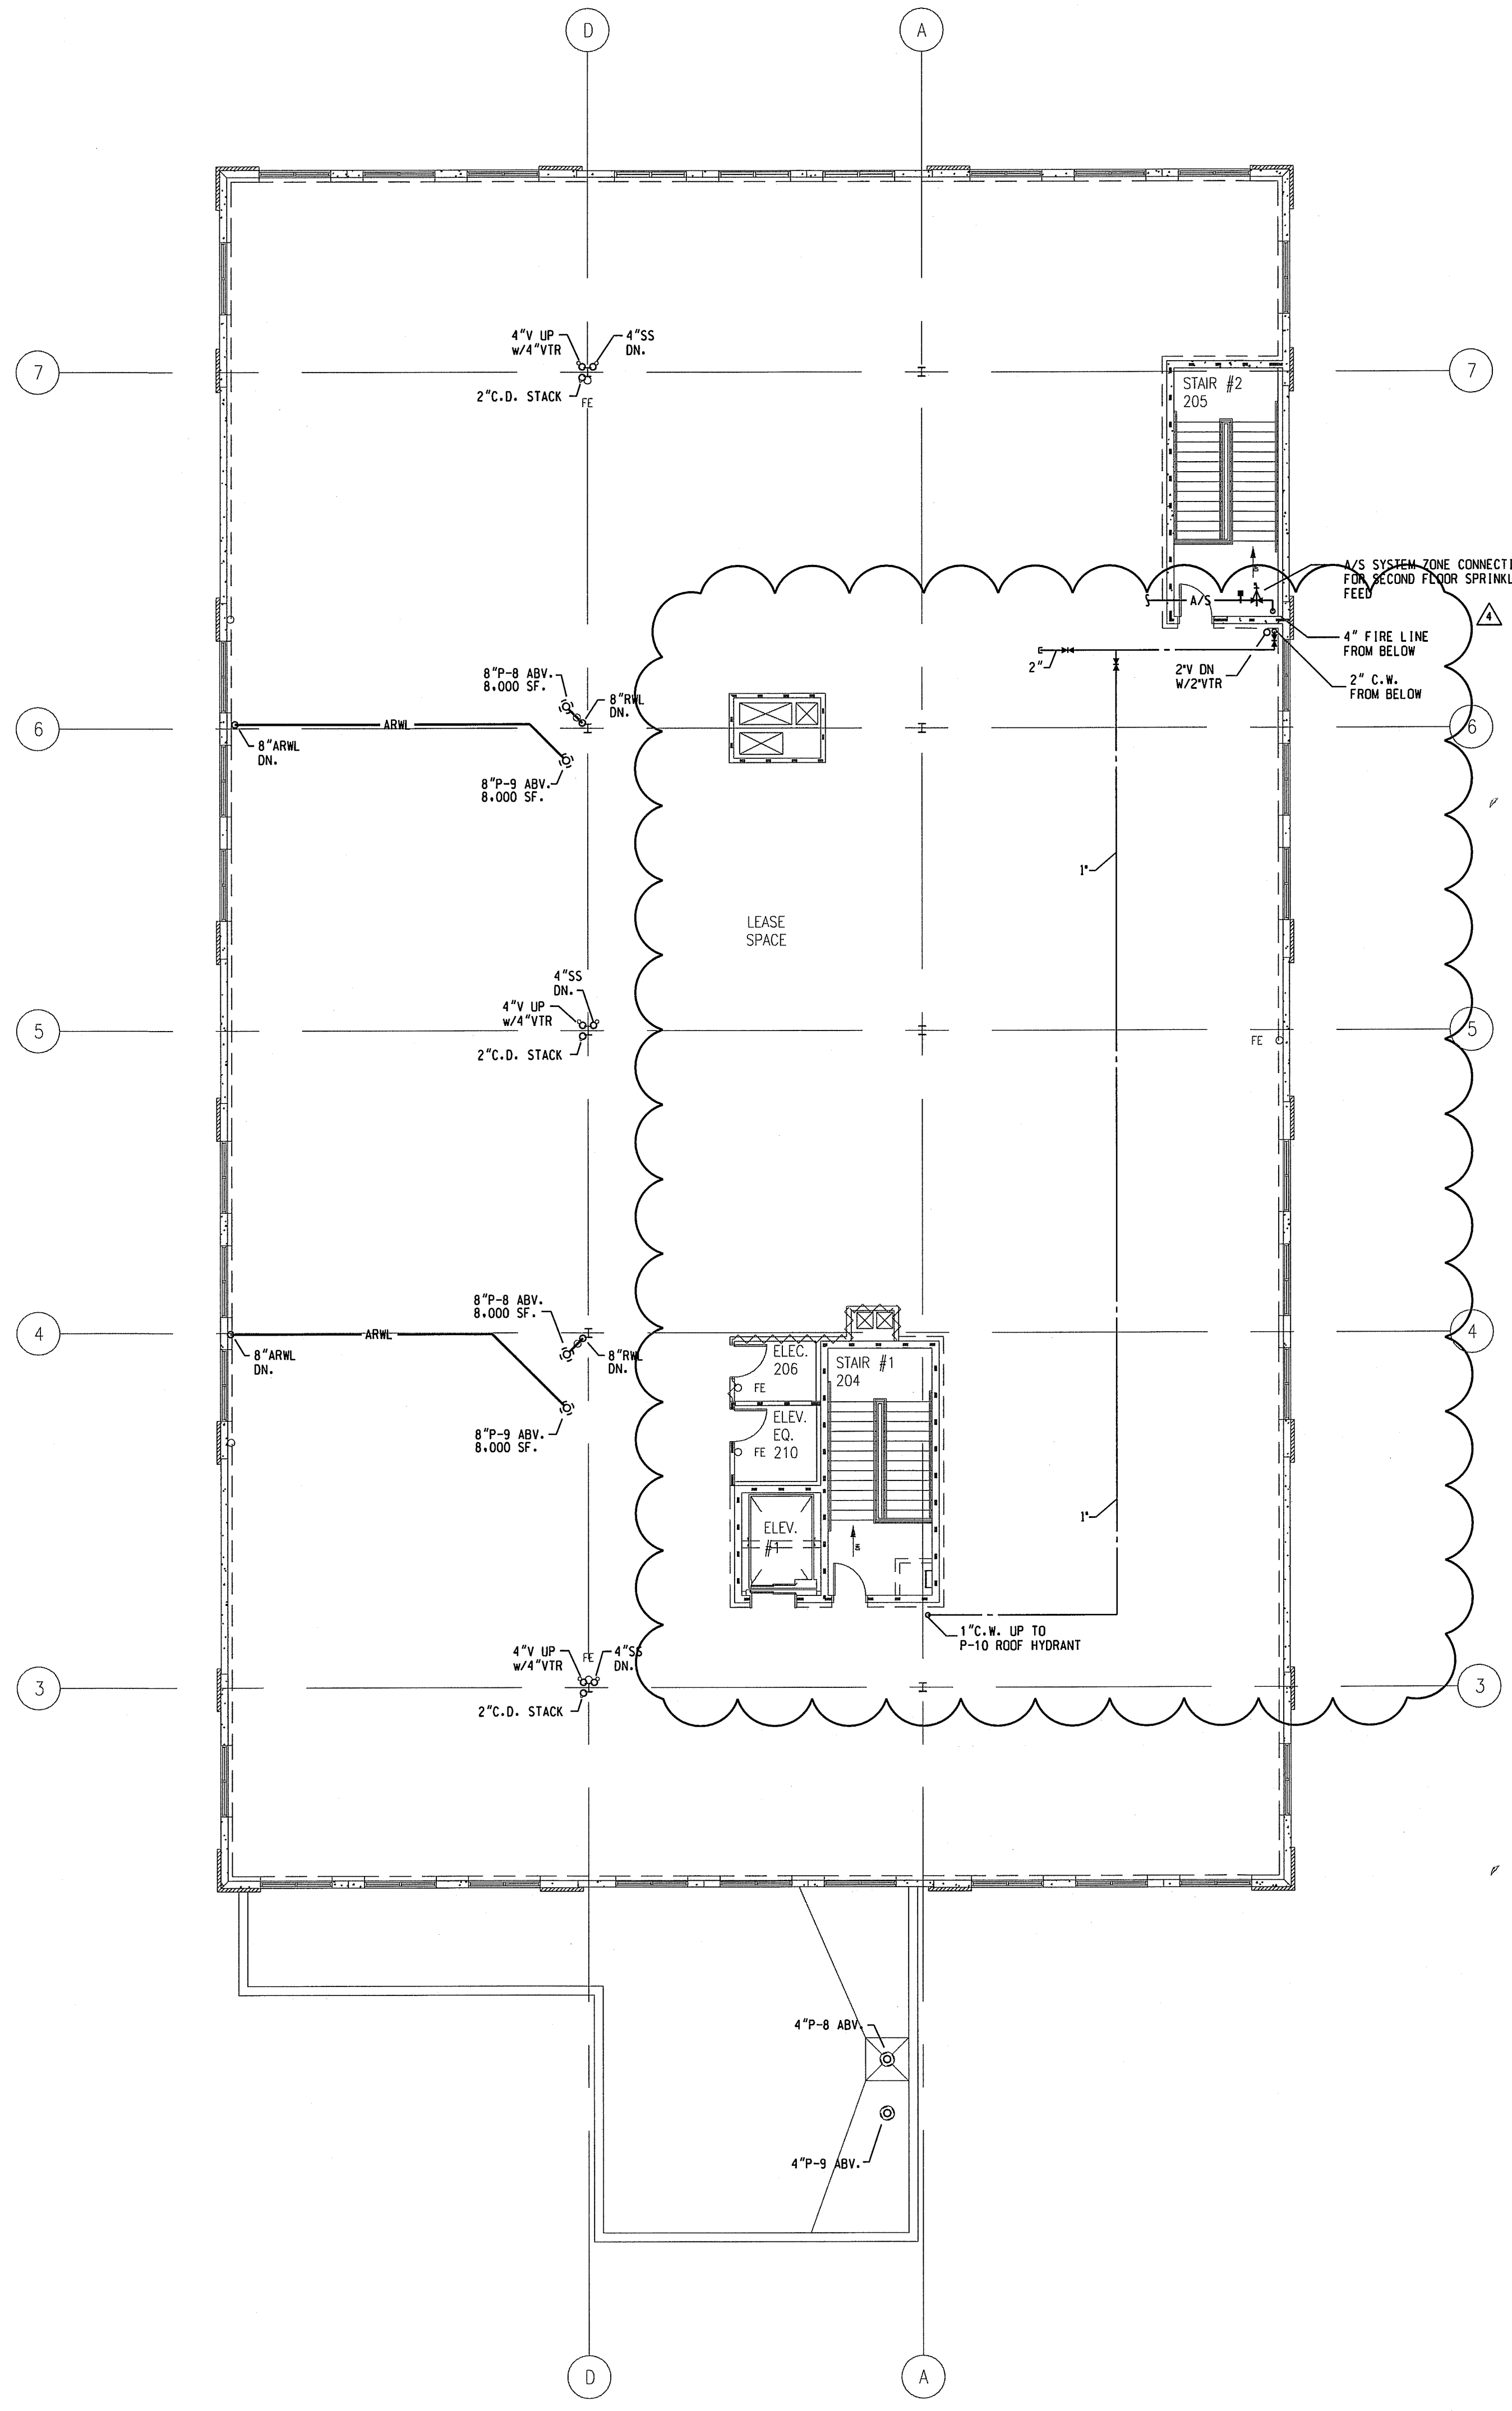 D
A
4"V UP
w/4"VTR
4"SS
DN.
7
7
2"C.D. STACK
FE
STAIR #2
205
A/S SYSTEM ZONE CONNECTI
FOR SECOND FLOOR SPRINKL
FEED
A/S
4
4" FIRE LINE
FROM BELOW
2"
2"V DN
W/2"VTR
2" C.W.
FROM BELOW
8"P-8 ABV.
8,000 SF.
8"RWL
DN.
6
ARWL
6
8"ARWL
DN.
8"P-9 ABV.
8,000 SF.
1"
LEASE
SPACE
4"SS
DN.
4"V UP
w/4"VTR
5
5
FE
2"C.D. STACK
8"P-8 ABV.
8,000 SF.
4
ARWL
4
8"ARWL
DN.
8"RWL
DN.
ELEC.
206
STAIR #1
204
FE
ELEV.
EQ.
210
FE
8"P-9 ABV.
8,000 SF.
1"
ELEV.
#1
1"C.W. UP TO
P-10 ROOF HYDRANT
4"V UP
w/4"VTR
FE
4"SS
DN.
3
3
2"C.D. STACK
4"P-8 ABV.
4"P-9 ABV.
D
A